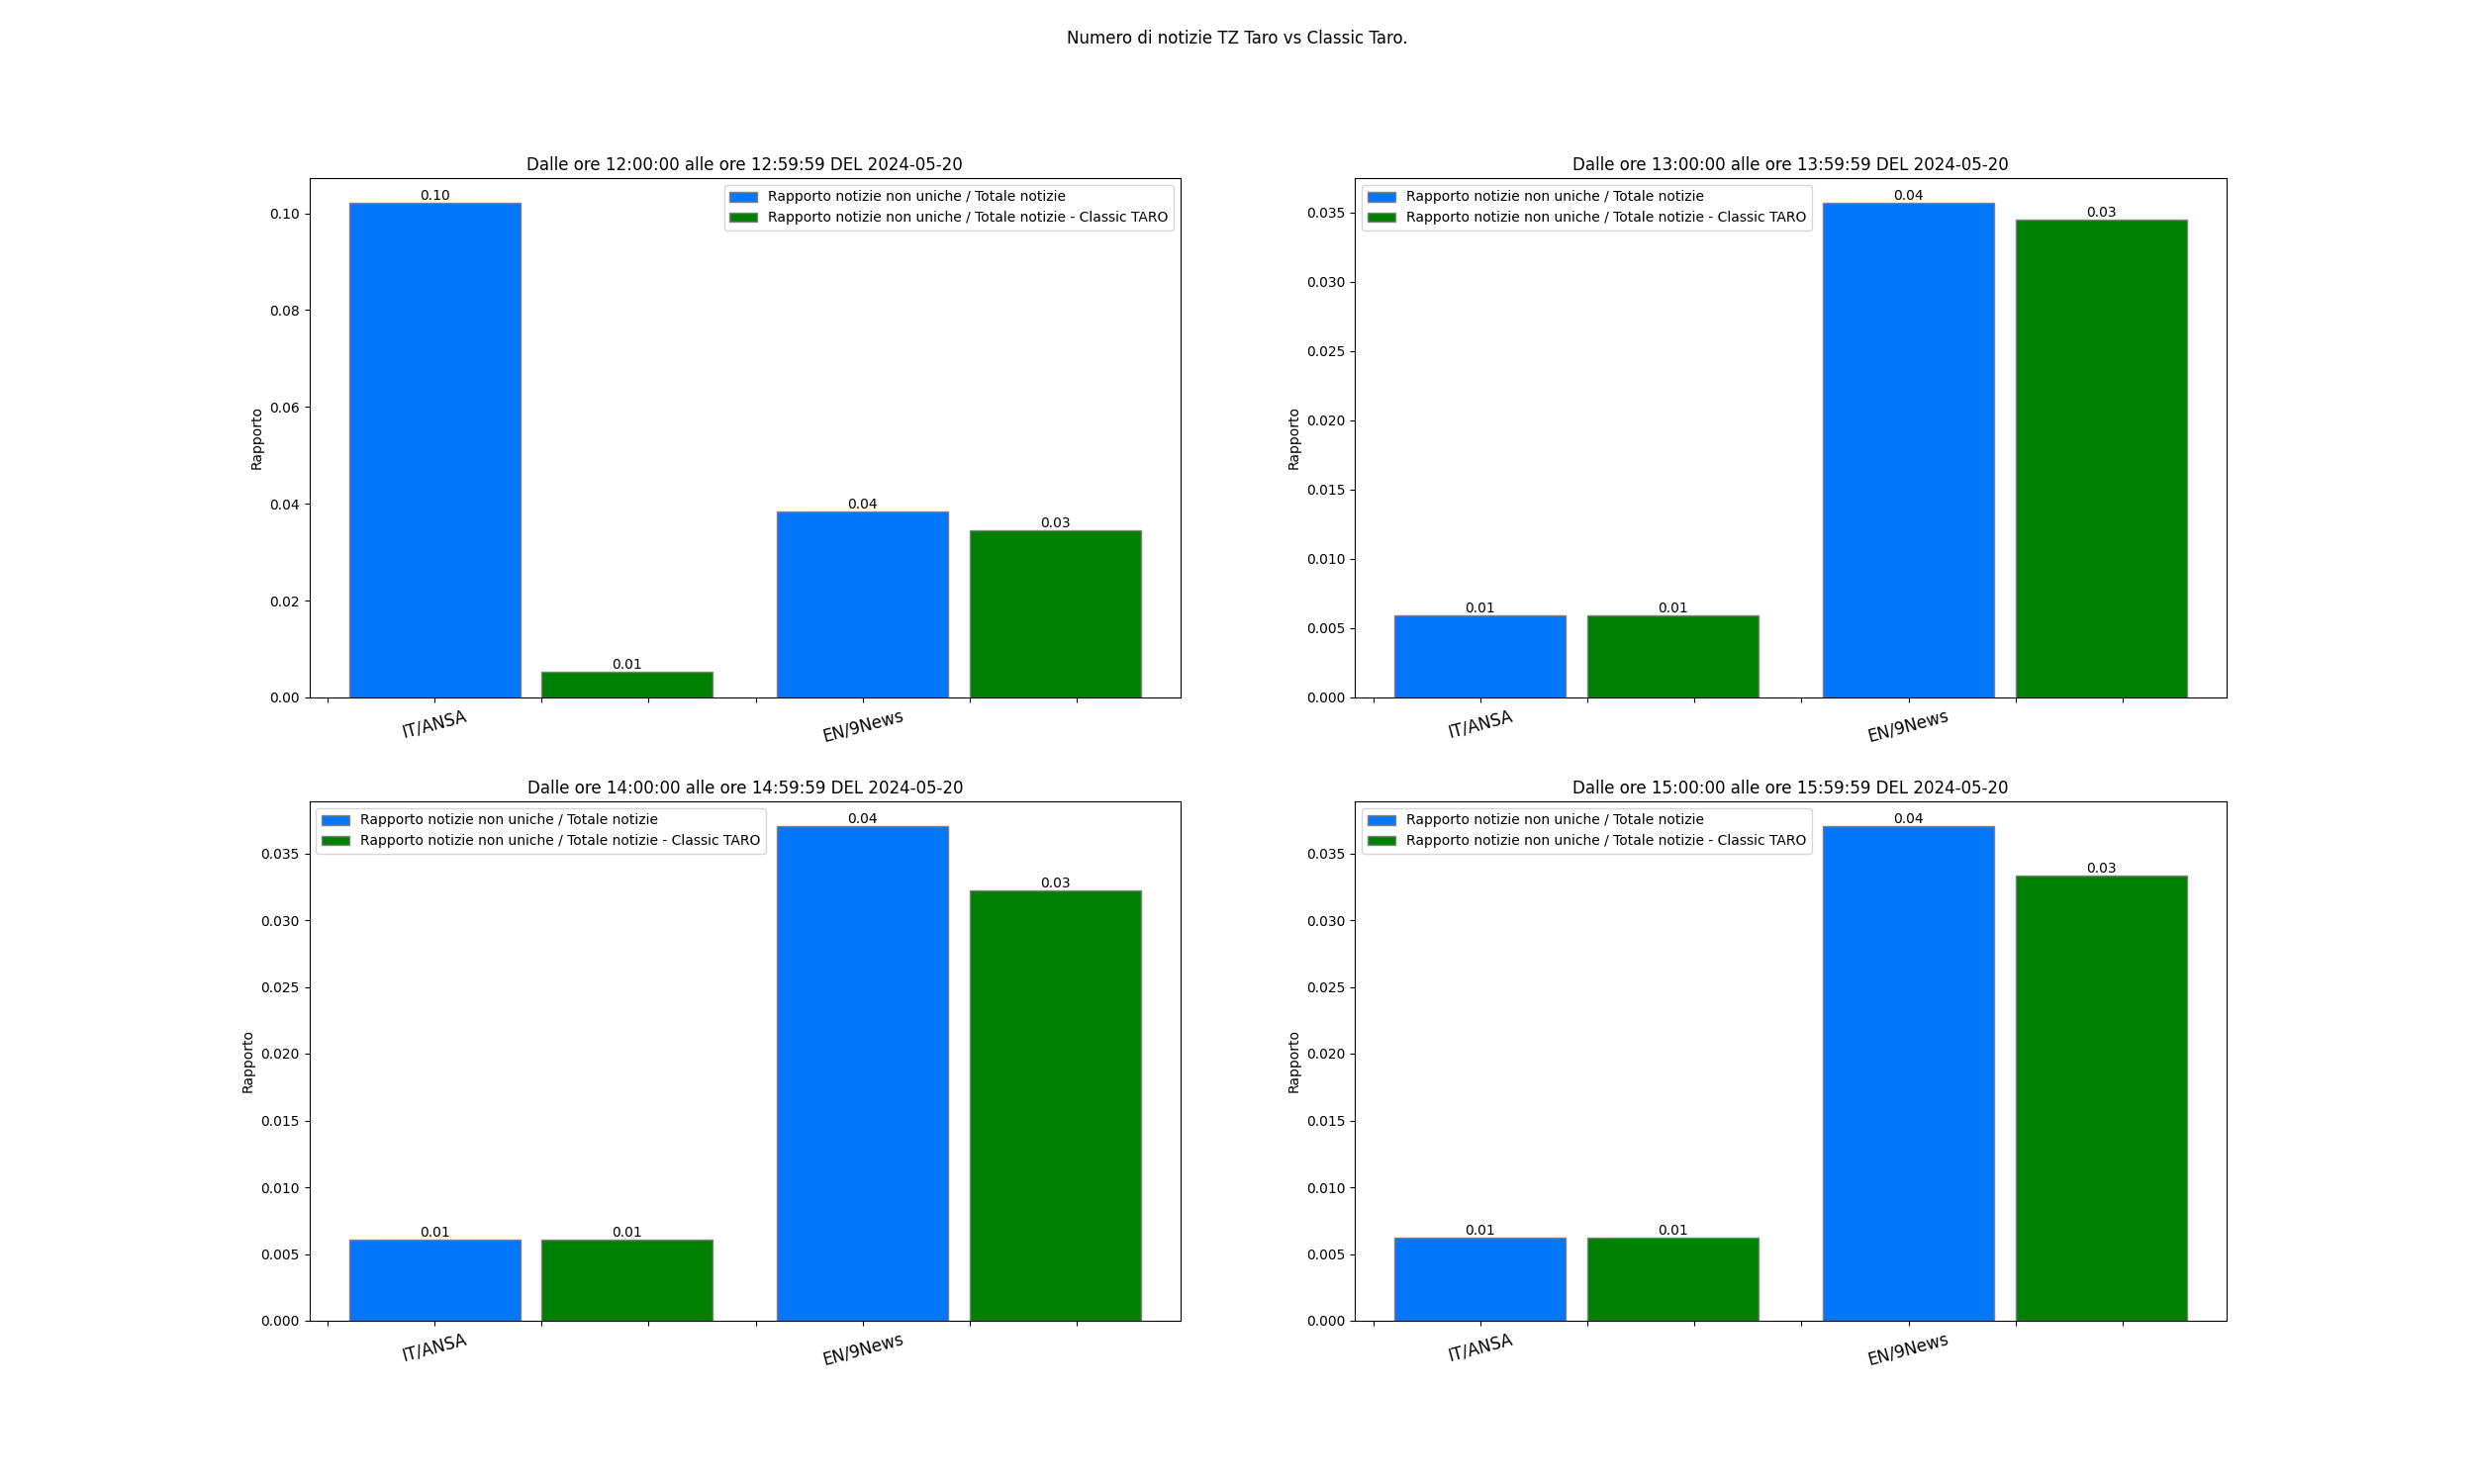 Numero di notizie TZ Taro vs Classic Taro.
Dalle ore 12:00:00 alle ore 12:59:59 DEL 2024-05-20
Rapporto notizie non uniche / Totale notizie
Rapporto notizie non uniche / Totale notizie - Classic TARO
0.10
0.01
0.04
0.03
0.10
0.08
0.06
0.04
0.02
0.00
Rapporto
IT/ANSA
EN/9News
Dalle ore 13:00:00 alle ore 13:59:59 DEL 2024-05-20
Rapporto notizie non uniche / Totale notizie
Rapporto notizie non uniche / Totale notizie - Classic TARO
0.01
0.01
0.04
0.03
0.035
0.030
0.025
0.020
0.015
0.010
0.005
0.000
Rapporto
IT/ANSA
EN/9News
Dalle ore 14:00:00 alle ore 14:59:59 DEL 2024-05-20
Rapporto notizie non uniche / Totale notizie
Rapporto notizie non uniche / Totale notizie - Classic TARO
0.01
0.01
0.04
0.03
0.035
0.030
0.025
0.020
0.015
0.010
0.005
0.000
Rapporto
IT/ANSA
EN/9News
Dalle ore 15:00:00 alle ore 15:59:59 DEL 2024-05-20
Rapporto notizie non uniche / Totale notizie
Rapporto notizie non uniche / Totale notizie - Classic TARO
0.01
0.01
0.04
0.03
0.035
0.030
0.025
0.020
0.015
0.010
0.005
0.000
Rapporto
IT/ANSA
EN/9News